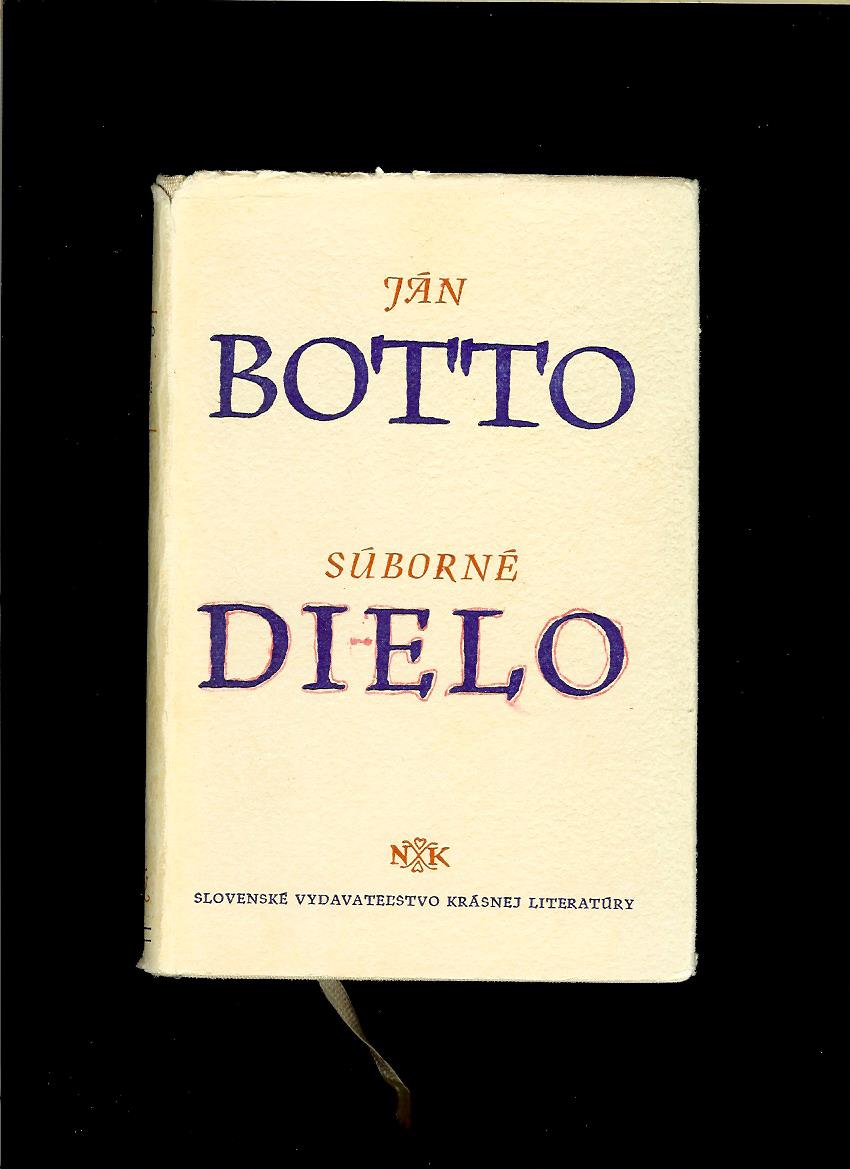 JÁN
BOTTO
SÚBORNÉ
DIELO
NK
SLOVENSKÉ VYDAVATEĽSTVO KRÁSNEJ LITERATÚRY